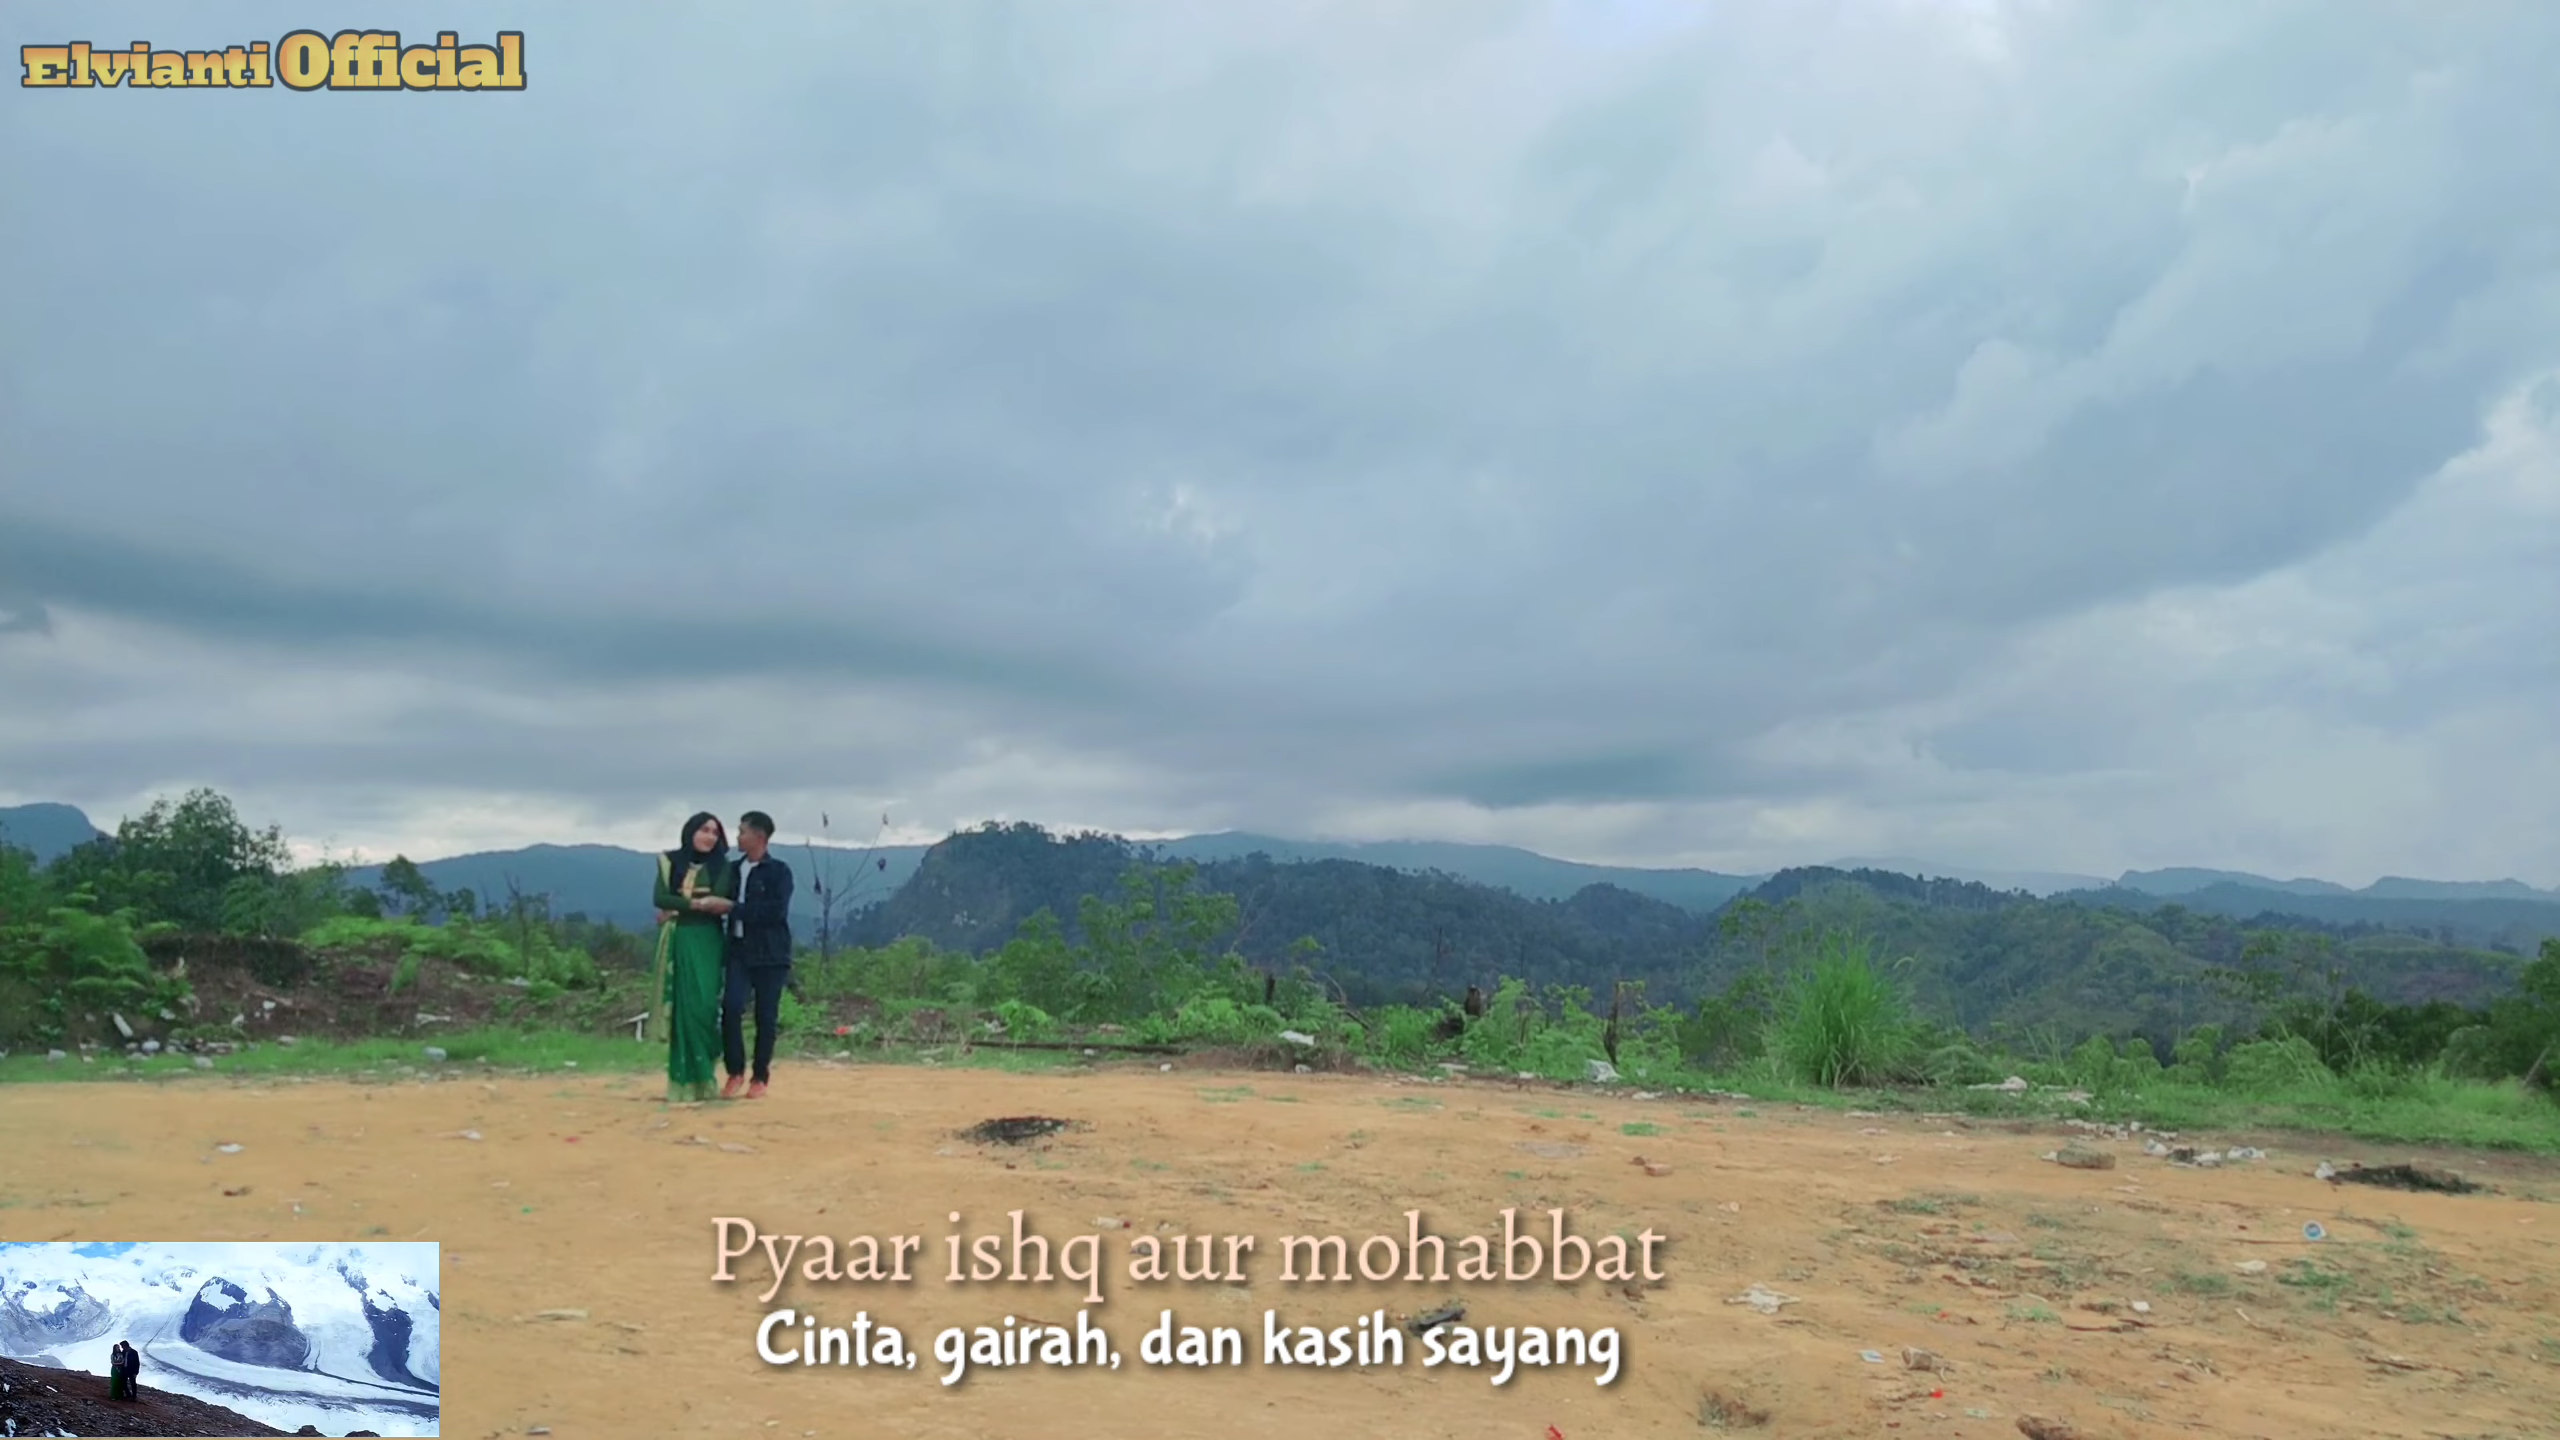 Elvianti Official
Pyaar ishq aur mohabbat
Cinta, gairah, dan kasih sayang